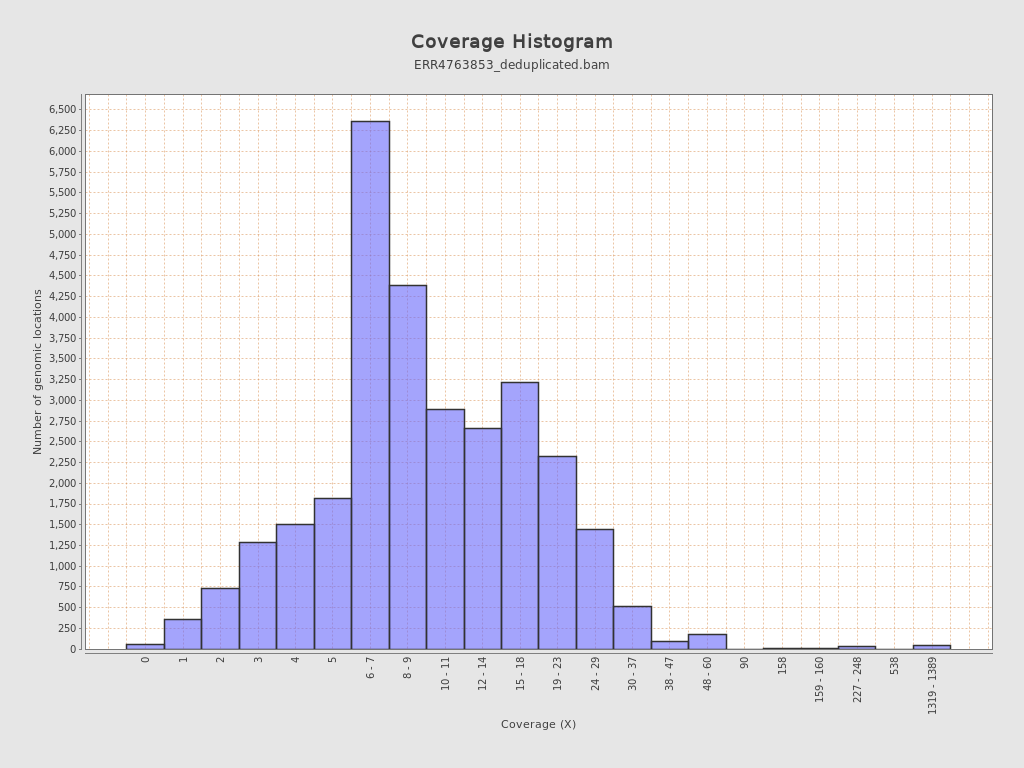 Coverage Histogram
ERR4763853_deduplicated.bam
Number of genomic locations
6,500
6,250
6,000
5,750
5,500
5,250
5,000
4,750
4,500
4,250
4,000
3,750
3,500
3,250
3,000
2,750
2,500
2,250
2,000
1,750
1,500
1,250
1,000
750
500
250
0
0
1
2
3
4
5
6 - 7
8 - 9
10 - 11
12 - 14
15 - 18
19 - 23
24 - 29
30 - 37
38 - 47
48 - 60
90
158
159 - 160
227 - 248
538
1319 - 1389
Coverage (X)